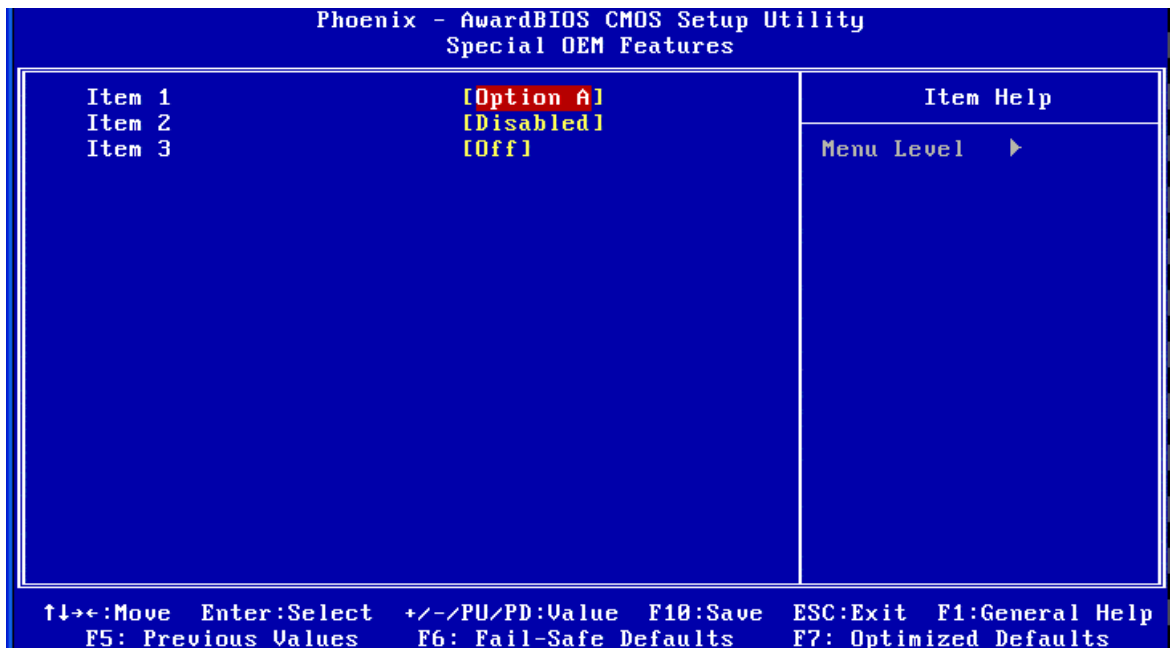 Phoenix - AwardBIOS CMOS Setup Utility
Special OEM Features
Item 1 [Option A]
Item 2 [Disabled]
Item 3 [Off]
Item Help
Menu Level ▶
↑↓→←:Move Enter:Select +/-/PU/PD:Value F10:Save ESC:Exit F1:General Help
F5: Previous Values F6: Fail-Safe Defaults F7: Optimized Defaults